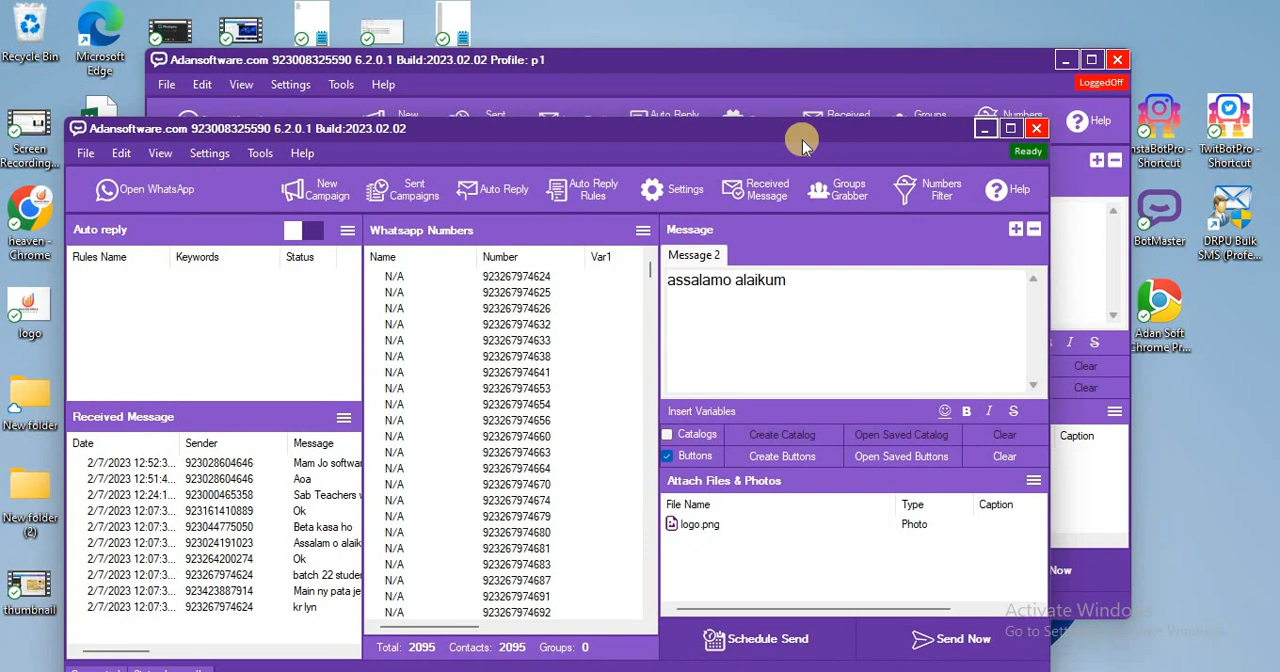 Recycle Bin
Microsoft
Edge
Screen
Recording...
heaven -
Chrome
logo
New folder
New folder
(2)
thumbnail
Adansoftware.com 923008325590 6.2.0.1 Build:2023.02.02 Profile: p1
File Edit View Settings Tools Help
LoggedOff
New
Sent
Auto Reply
Received
Groups
Numbers
Help
Clear
Clear
Caption
Now
Adansoftware.com 923008325590 6.2.0.1 Build:2023.02.02
File Edit View Settings Tools Help
Ready
Open WhatsApp
New
Campaign
Sent
Campaigns
Auto Reply
Auto Reply
Rules
Settings
Received
Message
Groups
Grabber
Numbers
Filter
Help
Auto reply
Rules Name Keywords Status
Received Message
Date Sender Message
2/7/2023 12:52:3... 923028604646 Mam Jo softwar
2/7/2023 12:51:4... 923028604646 Aoa
2/7/2023 12:24:1... 923000465358 Sab Teachers
2/7/2023 12:07:3... 923161410889 Ok
2/7/2023 12:07:3... 923044775050 Beta kasa ho
2/7/2023 12:07:3... 923024191023 Assalam o alaik
2/7/2023 12:07:3... 923264200274 Ok
2/7/2023 12:07:3... 923267974624 batch 22 studen
2/7/2023 12:07:3... 923423887914 Main ny pata je
2/7/2023 12:07:3... 923267974624 kr lyn
Whatsapp Numbers
Name Number Var1
N/A 923267974624
N/A 923267974625
N/A 923267974626
N/A 923267974632
N/A 923267974633
N/A 923267974638
N/A 923267974641
N/A 923267974653
N/A 923267974654
N/A 923267974656
N/A 923267974660
N/A 923267974663
N/A 923267974664
N/A 923267974670
N/A 923267974674
N/A 923267974679
N/A 923267974680
N/A 923267974681
N/A 923267974683
N/A 923267974687
N/A 923267974691
N/A 923267974692
Total: 2095 Contacts: 2095 Groups: 0
Message
Message 2
assalamo alaikum
Insert Variables B I S
Catalogs Create Catalog Open Saved Catalog Clear
Buttons Create Buttons Open Saved Buttons Clear
Attach Files & Photos
File Name Type Caption
logo.png Photo
Schedule Send Send Now
InstaBotPro -
Shortcut
TwitBotPro -
Shortcut
BotMaster
DRPU Bulk
SMS (Profe...
Adan Soft
Chrome Pr...
Activate Windows